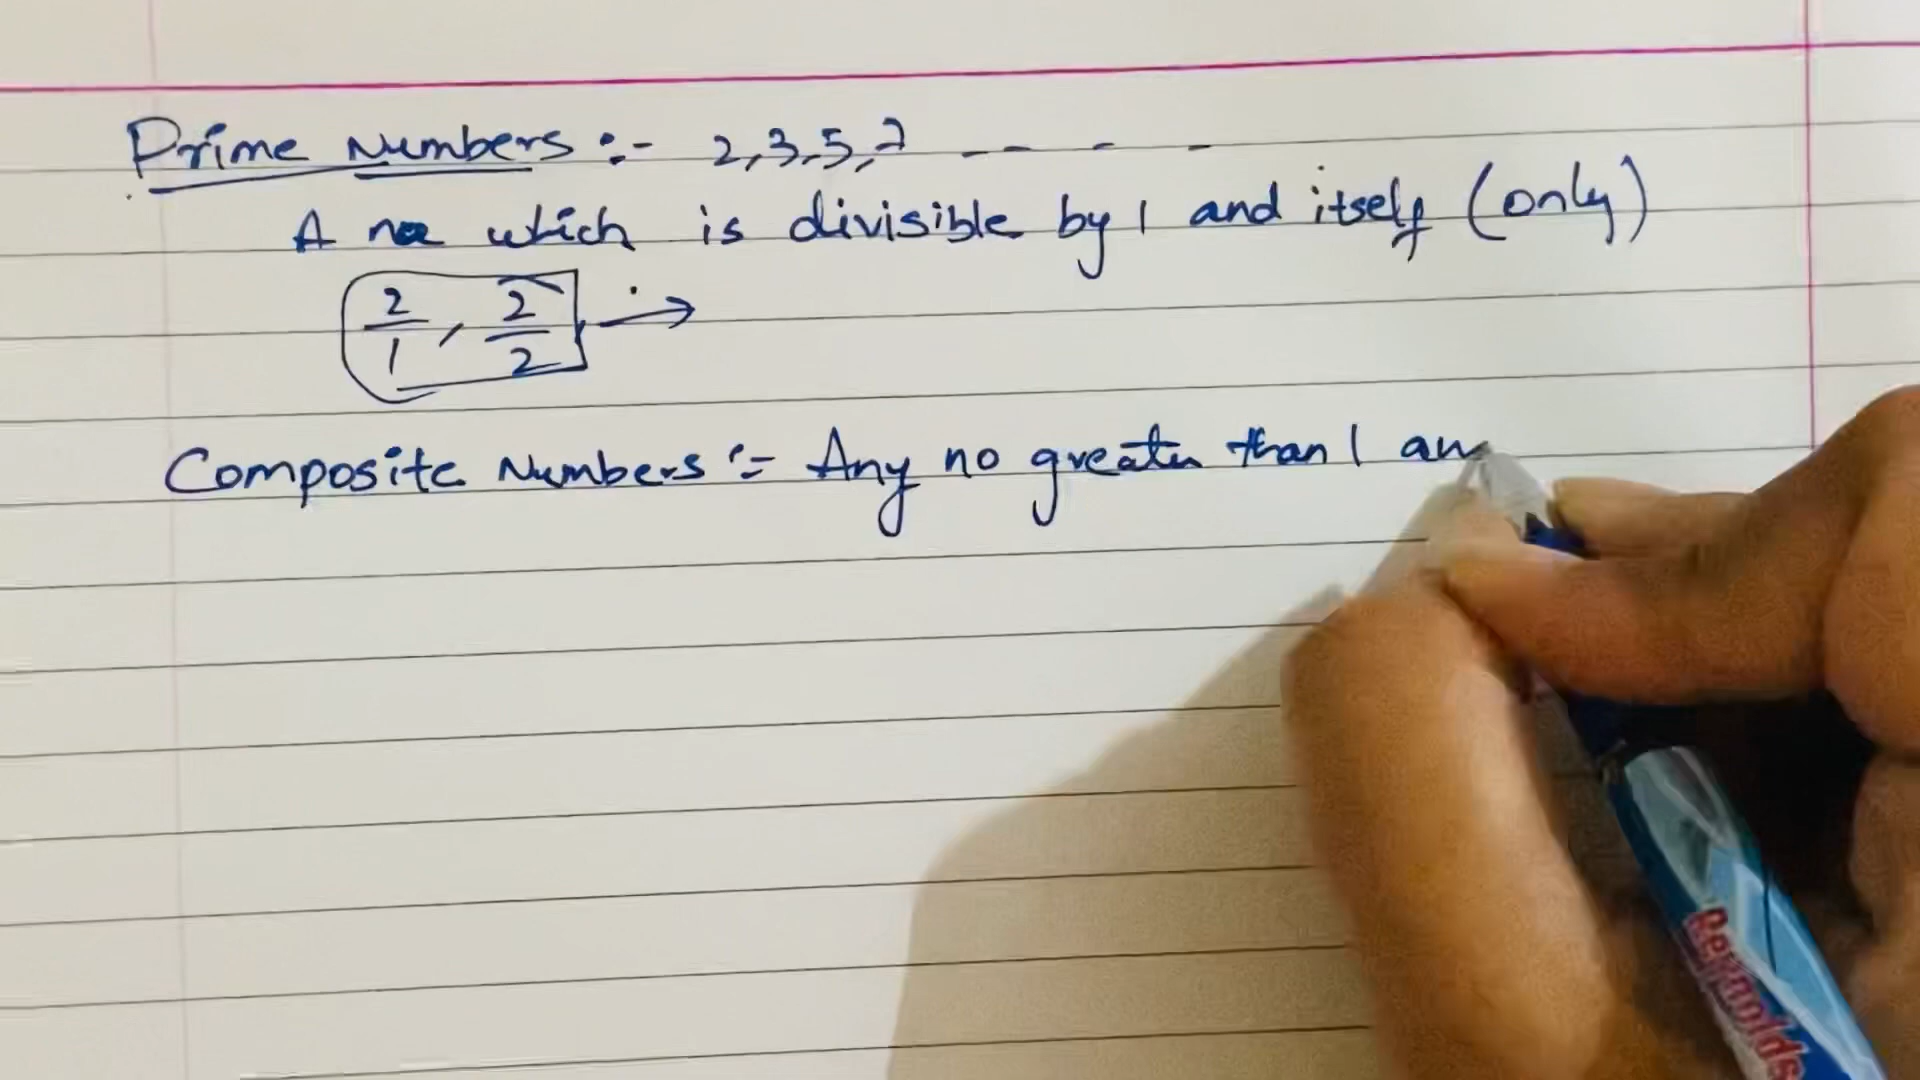 Prime Numbers :- 2,3,5,7 - - - -
A no which is divisible by 1 and itself (only)
2/1, 2/2 →
Composite Numbers :- Any no greater than 1 an
Reynolds